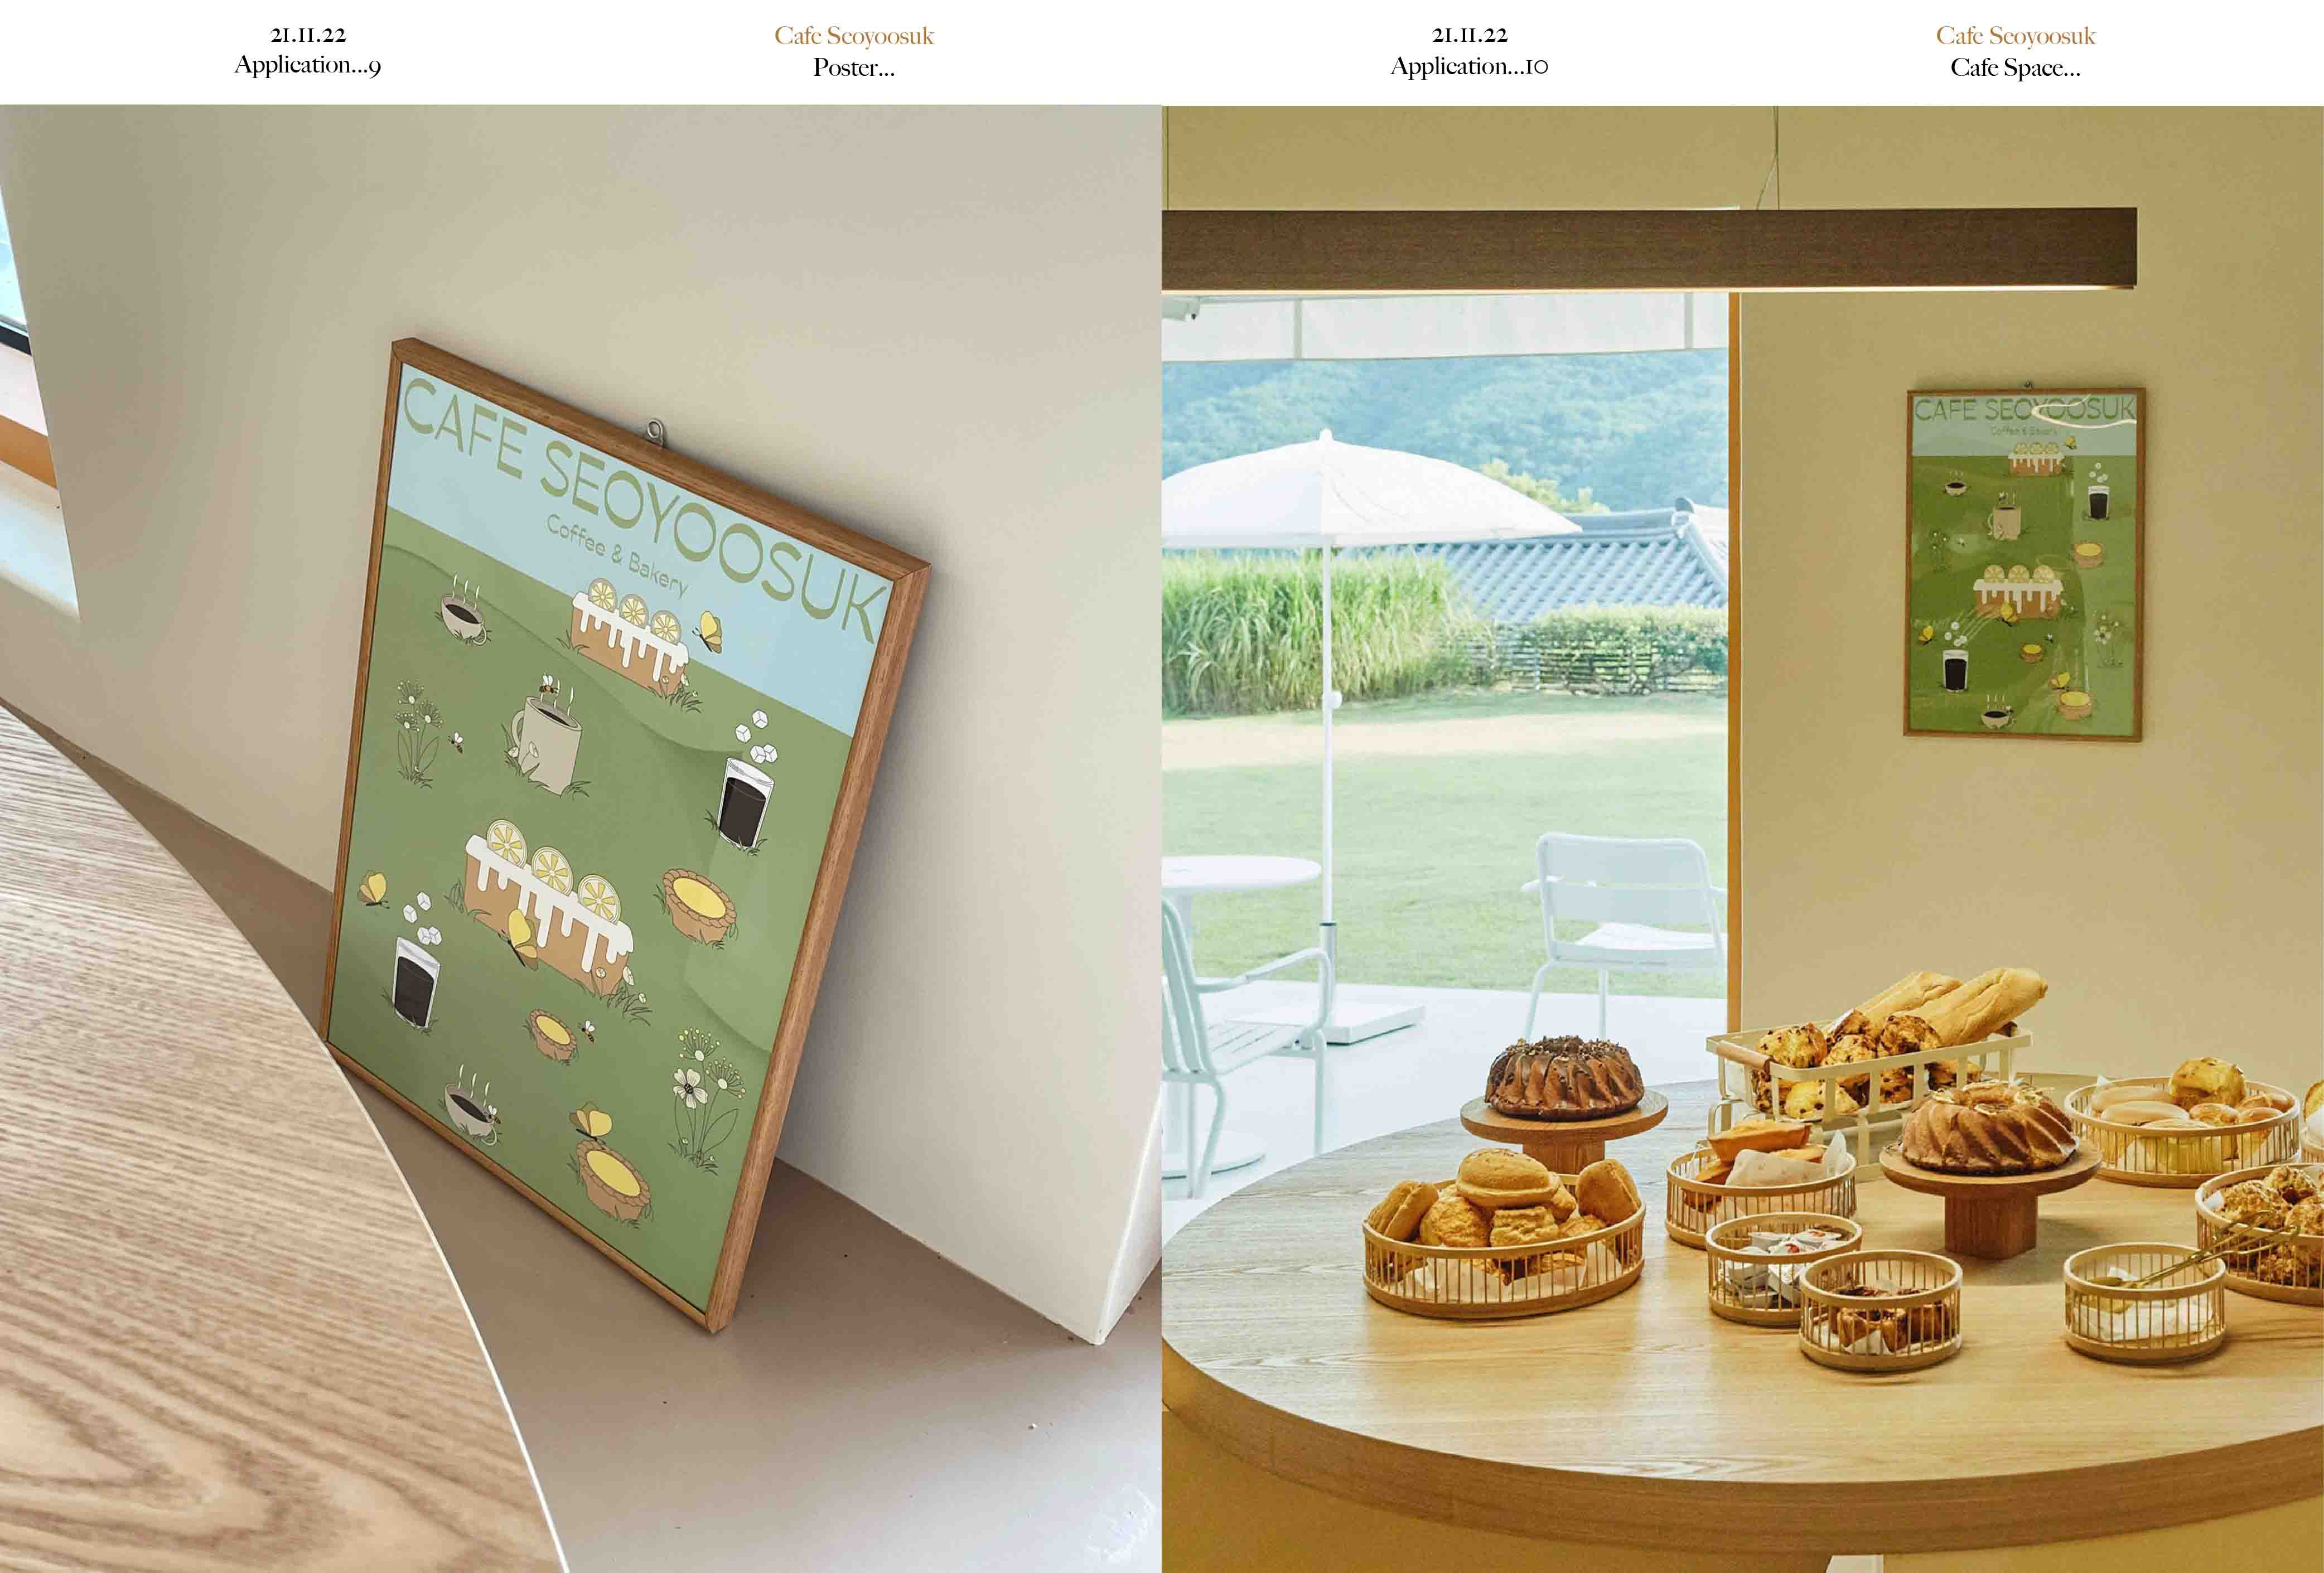 21.11.22
Application...9
Cafe Seoyoosuk
Poster...
21.11.22
Application...10
Cafe Seoyoosuk
Cafe Space...
CAFE SEOYOOSUK
Coffee & Bakery
CAFE SEOYOOSUK
Coffee & Bakery